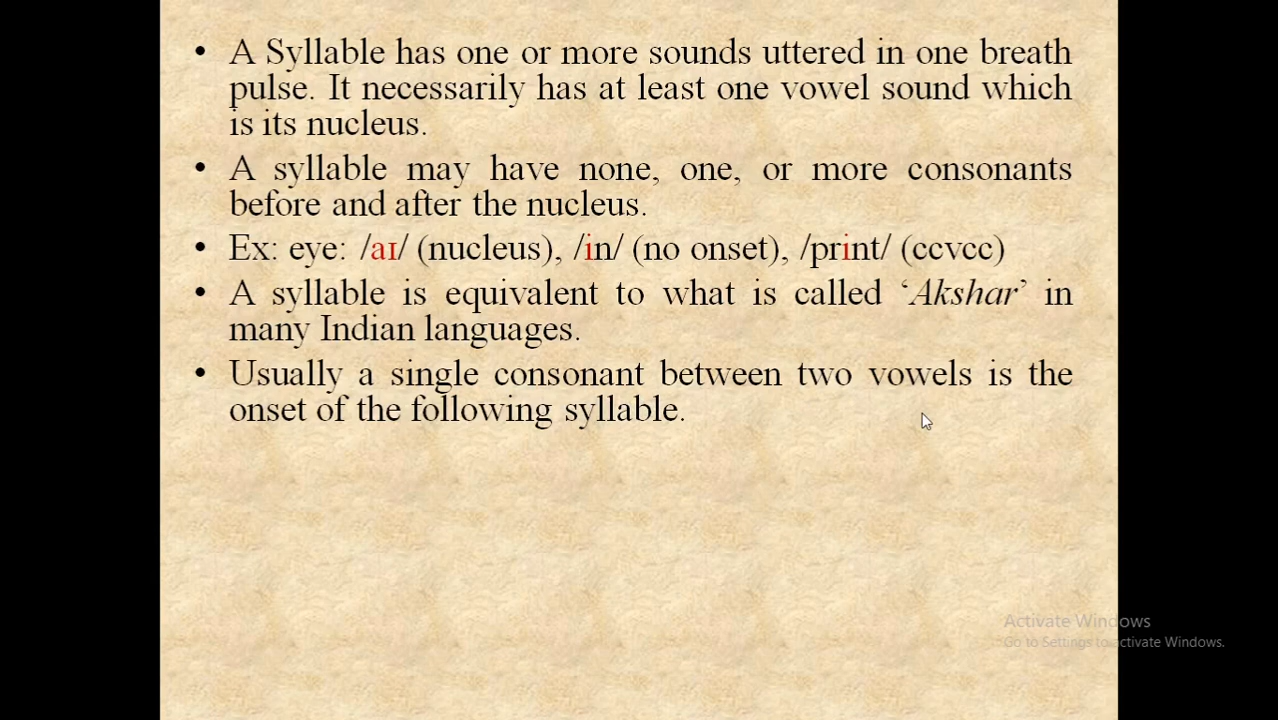 • A Syllable has one or more sounds uttered in one breath
pulse. It necessarily has at least one vowel sound which
is its nucleus.
• A syllable may have none, one, or more consonants
before and after the nucleus.
• Ex: eye: /aɪ/ (nucleus), /in/ (no onset), /print/ (ccvcc)
• A syllable is equivalent to what is called ‘Akshar’ in
many Indian languages.
• Usually a single consonant between two vowels is the
onset of the following syllable.
Activate Windows
Go to Settings to activate Windows.